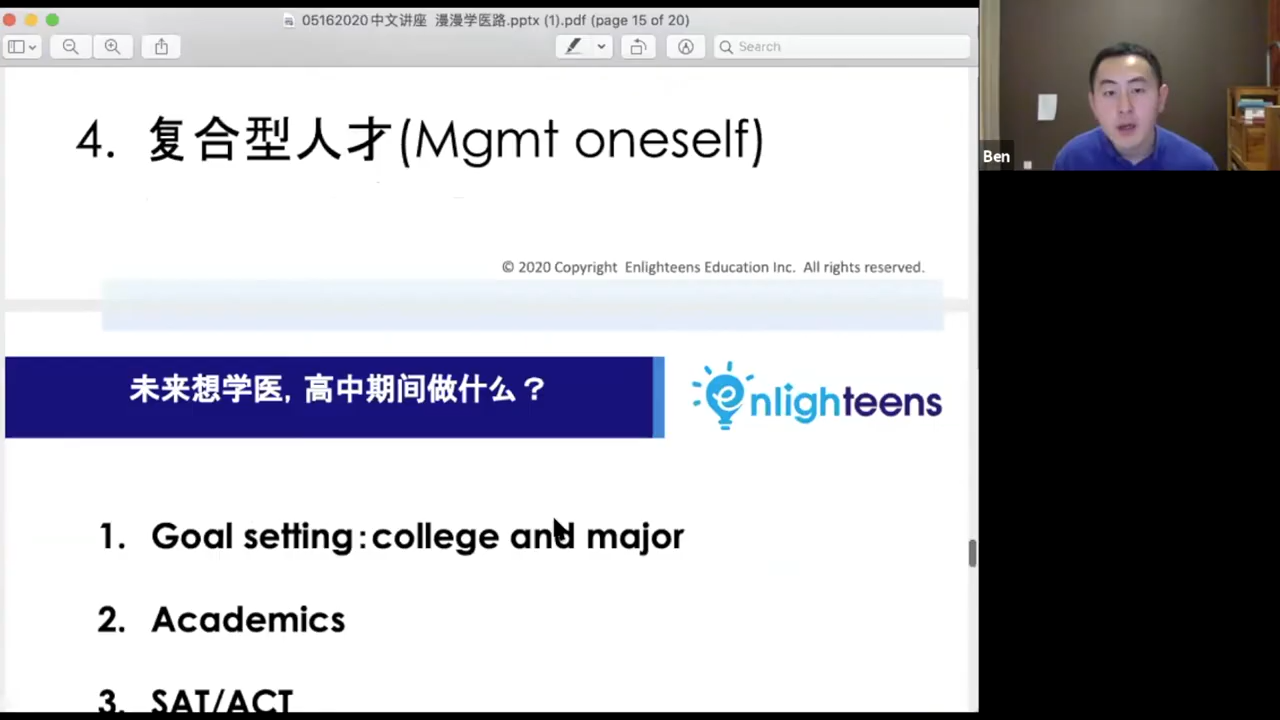 05162020中文讲座 漫漫学医路.pptx (1).pdf (page 15 of 20)
Search
4. 复合型人才(Mgmt oneself)
Ben
© 2020 Copyright Enlighteens Education Inc. All rights reserved.
未来想学医, 高中期间做什么？
enlighteens
1. Goal setting:college and major
2. Academics
3. SAT/ACT